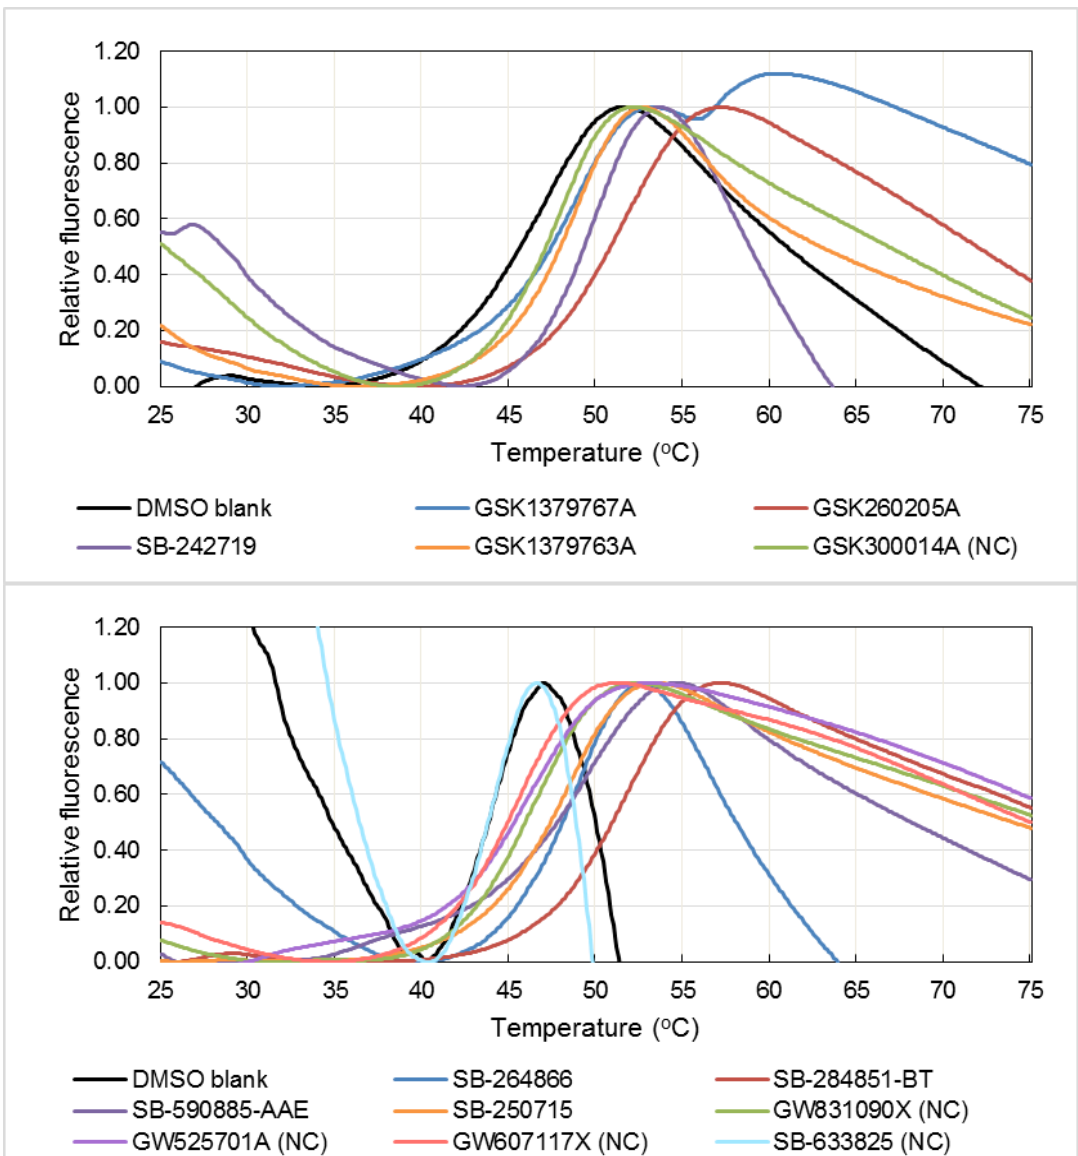 1.20
1.00
0.80
0.60
0.40
0.20
0.00
Relative fluorescence
25 30 35 40 45 50 55 60 65 70 75
Temperature (oC)
DMSO blank GSK1379767A GSK260205A
SB-242719 GSK1379763A GSK300014A (NC)
1.20
1.00
0.80
0.60
0.40
0.20
0.00
Relative fluorescence
25 30 35 40 45 50 55 60 65 70 75
Temperature (oC)
DMSO blank SB-264866 SB-284851-BT
SB-590885-AAE SB-250715 GW831090X (NC)
GW525701A (NC) GW607117X (NC) SB-633825 (NC)